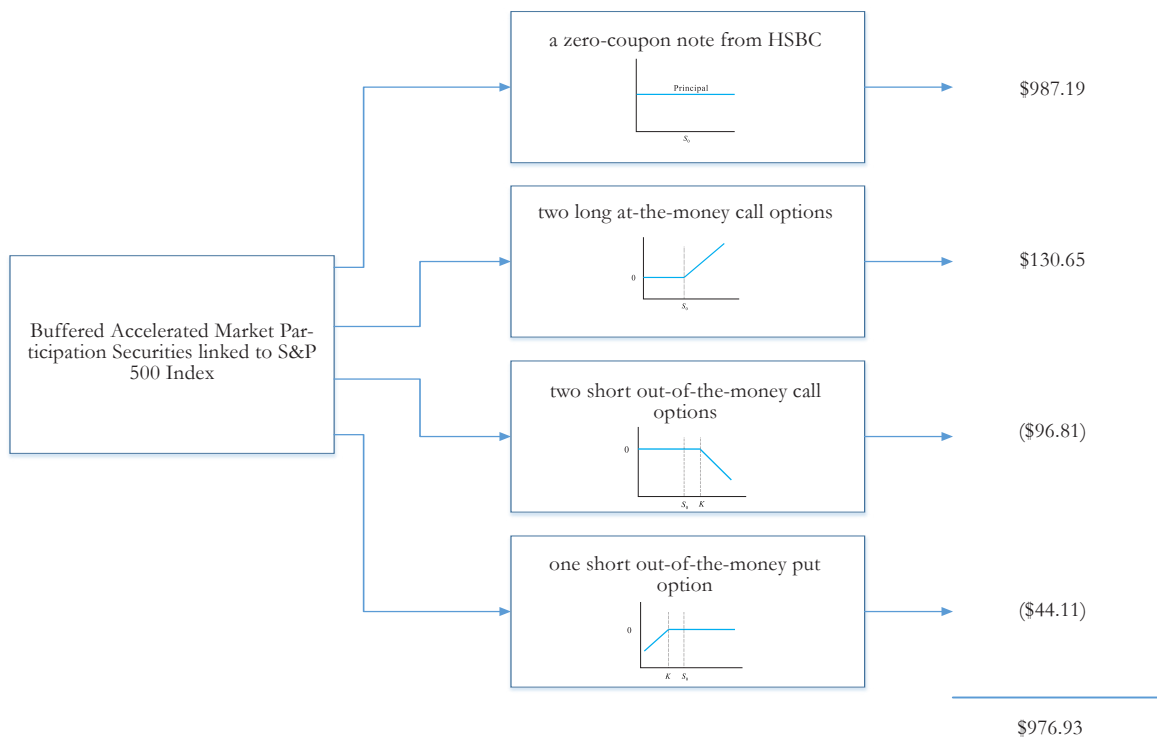 a zero-coupon note from HSBC
Principal
S₀
$987.19
two long at-the-money call options
0
S₀
$130.65
Buffered Accelerated Market Par-
ticipation Securities linked to S&P
500 Index
two short out-of-the-money call
options
0
S₀ K
($96.81)
one short out-of-the-money put
option
0
K S₀
($44.11)
$976.93